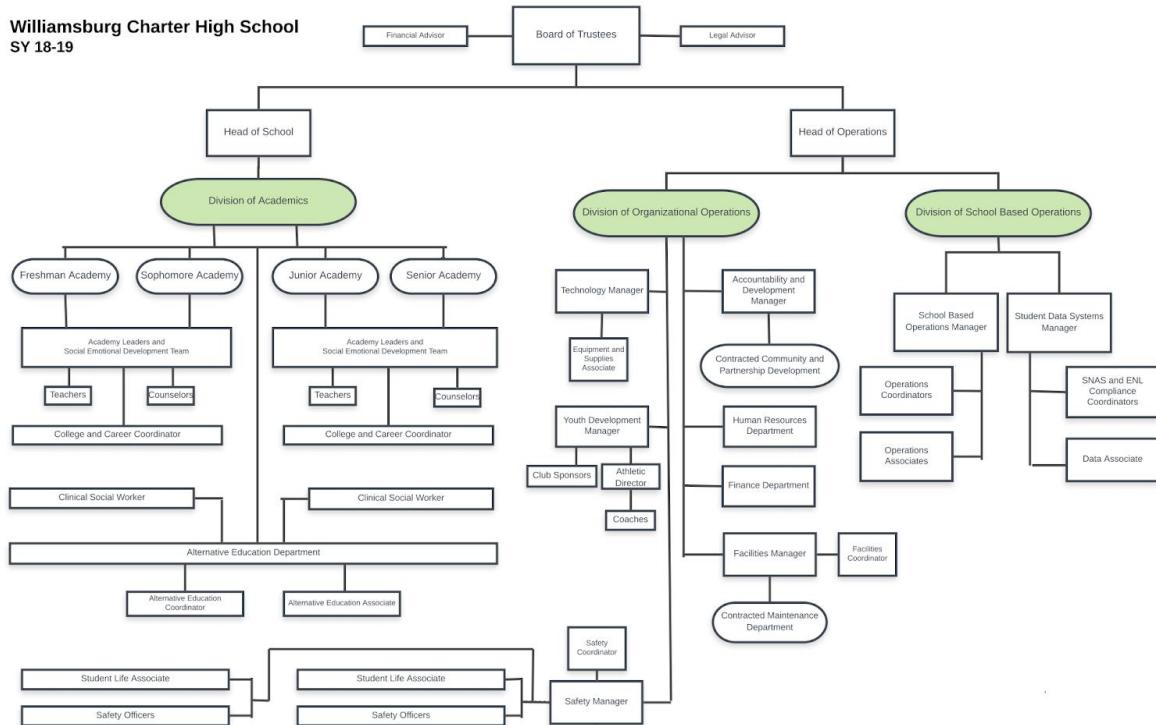 Williamsburg Charter High School
SY 18-19
Financial Advisor
Board of Trustees
Legal Advisor
Head of School
Head of Operations
Division of Academics
Division of Organizational Operations
Division of School Based Operations
Freshman Academy
Sophomore Academy
Junior Academy
Senior Academy
Academy Leaders and
Social Emotional Development Team
Academy Leaders and
Social Emotional Development Team
Teachers
Counselors
Teachers
Counselors
College and Career Coordinator
College and Career Coordinator
Clinical Social Worker
Clinical Social Worker
Alternative Education Department
Alternative Education
Coordinator
Alternative Education Associate
Student Life Associate
Safety Officers
Student Life Associate
Safety Officers
Safety
Coordinator
Safety Manager
Technology Manager
Equipment and
Supplies
Associate
Youth Development
Manager
Club Sponsors
Athletic
Director
Coaches
Accountability and
Development
Manager
Contracted Community and
Partnership Development
Human Resources
Department
Finance Department
Facilities Manager
Facilities
Coordinator
Contracted Maintenance
Department
School Based
Operations Manager
Student Data Systems
Manager
Operations
Coordinators
Operations
Associates
SNAS and ENL
Compliance
Coordinators
Data Associate